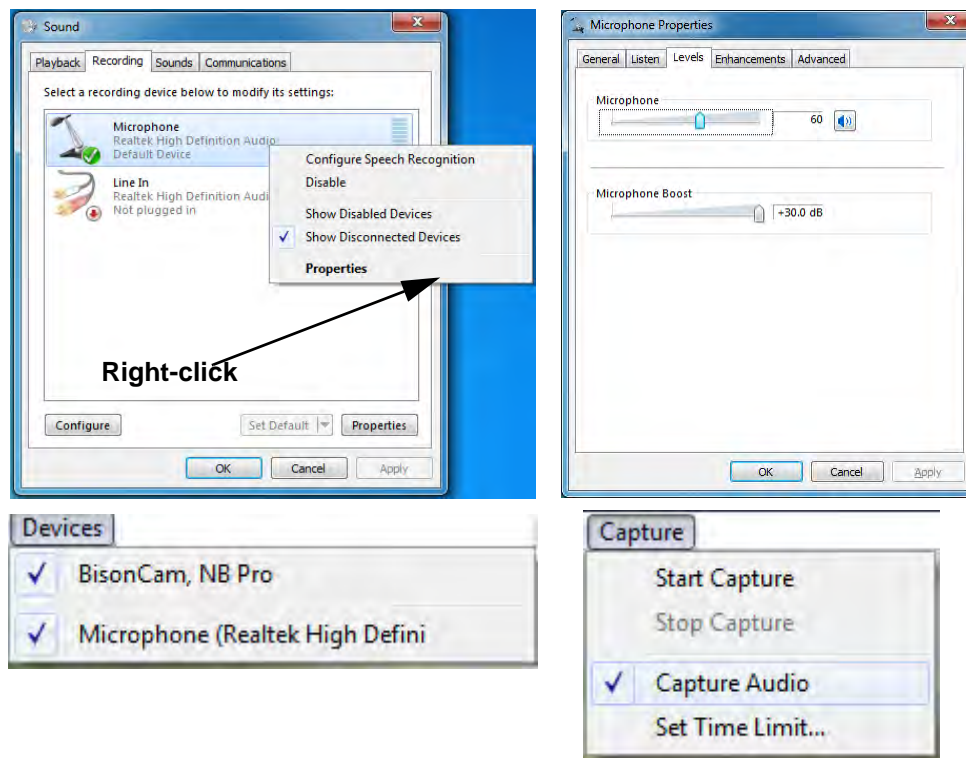 Sound
Playback Recording Sounds Communications
Select a recording device below to modify its settings:
Microphone
Realtek High Definition Audio
Default Device
Line In
Realtek High Definition Audi
Not plugged in
Configure Speech Recognition
Disable
Show Disabled Devices
Show Disconnected Devices
Properties
Right-click
Configure Set Default Properties
OK Cancel Apply
Microphone Properties
General Listen Levels Enhancements Advanced
Microphone
60
Microphone Boost
+30.0 dB
OK Cancel Apply
Devices
BisonCam, NB Pro
Microphone (Realtek High Defini
Capture
Start Capture
Stop Capture
Capture Audio
Set Time Limit...